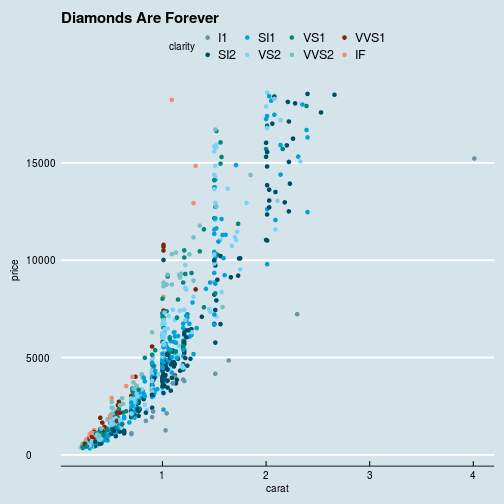 Diamonds Are Forever
clarity
I1 SI1 VS1 VVS1
SI2 VS2 VVS2 IF
price
15000
10000
5000
0
1 2 3 4
carat